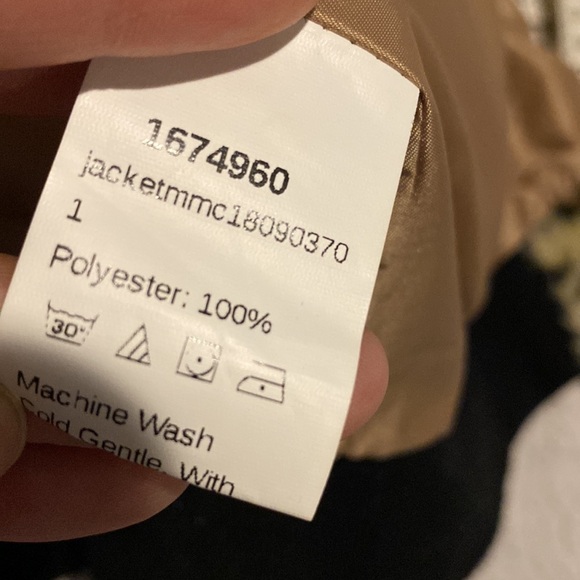 1674960
jacketmmc18090370
1
Polyester: 100%
30°
Machine Wash
Cold Gentle, With